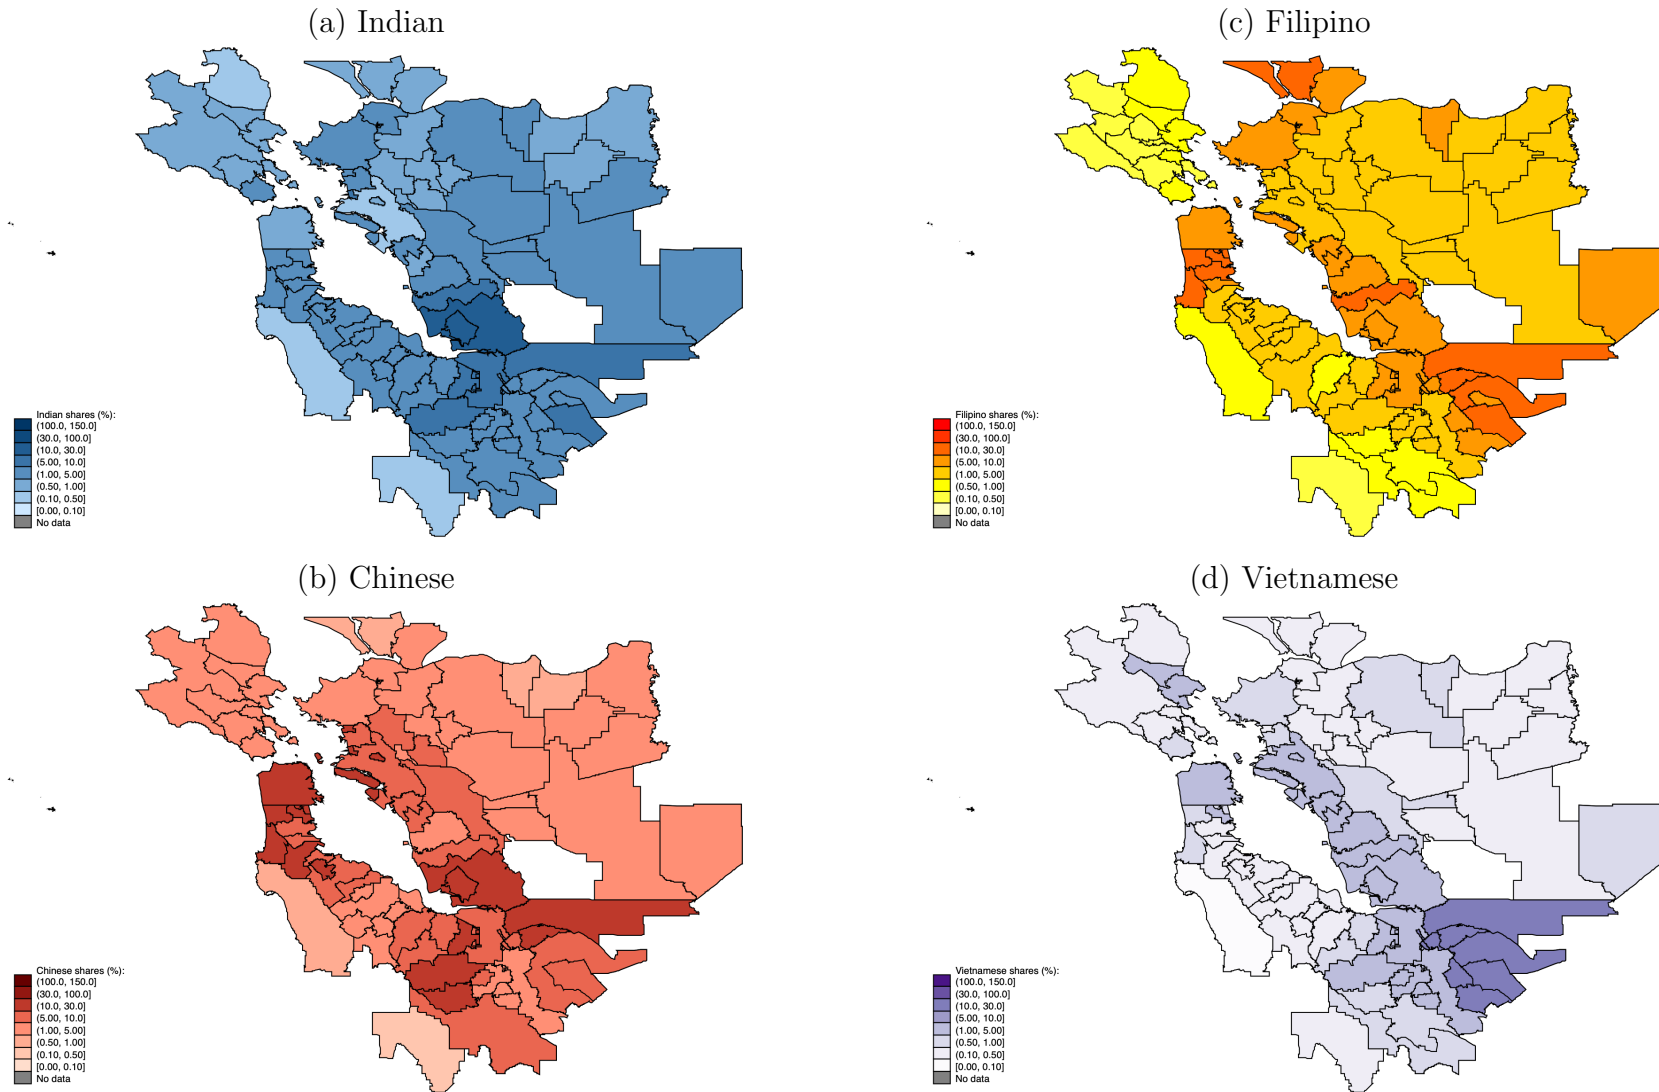 (a) Indian
Indian shares (%):
(100.0, 150.0]
(30.0, 100.0]
(10.0, 30.0]
(5.00, 10.0]
(1.00, 5.00]
(0.50, 1.00]
(0.10, 0.50]
[0.00, 0.10]
No data
(c) Filipino
Filipino shares (%):
(100.0, 150.0]
(30.0, 100.0]
(10.0, 30.0]
(5.00, 10.0]
(1.00, 5.00]
(0.50, 1.00]
(0.10, 0.50]
[0.00, 0.10]
No data
(b) Chinese
Chinese shares (%):
(100.0, 150.0]
(30.0, 100.0]
(10.0, 30.0]
(5.00, 10.0]
(1.00, 5.00]
(0.50, 1.00]
(0.10, 0.50]
[0.00, 0.10]
No data
(d) Vietnamese
Vietnamese shares (%):
(100.0, 150.0]
(30.0, 100.0]
(10.0, 30.0]
(5.00, 10.0]
(1.00, 5.00]
(0.50, 1.00]
(0.10, 0.50]
[0.00, 0.10]
No data